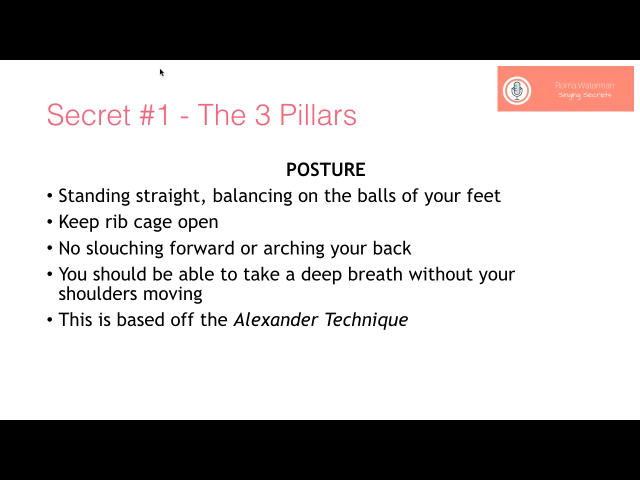 Roma Waterman
Singing Secrets
Secret #1 - The 3 Pillars
POSTURE
• Standing straight, balancing on the balls of your feet
• Keep rib cage open
• No slouching forward or arching your back
• You should be able to take a deep breath without your
shoulders moving
• This is based off the Alexander Technique